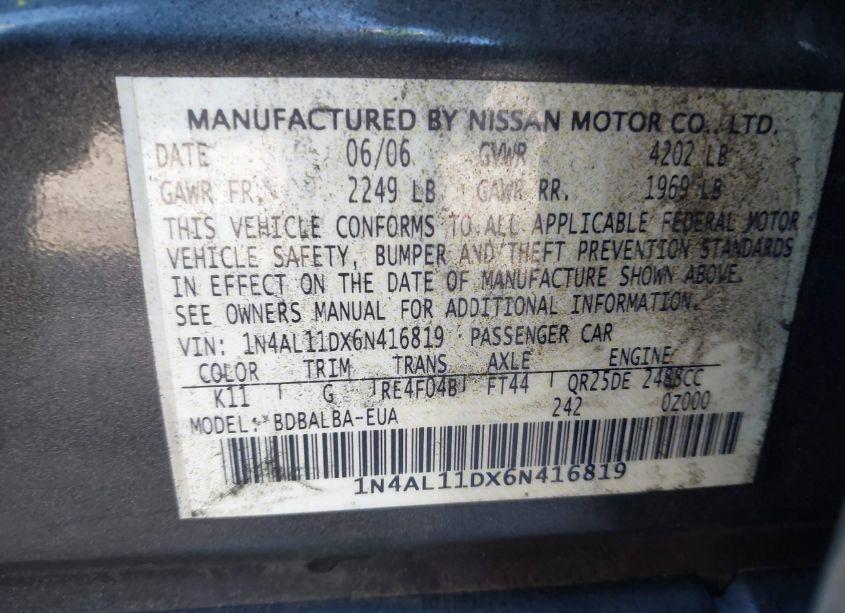 MANUFACTURED BY NISSAN MOTOR CO., LTD.
DATE 06/06 GVWR 4202 LB
GAWR FR. 2249 LB GAWR RR. 1969 LB
THIS VEHICLE CONFORMS TO ALL APPLICABLE FEDERAL MOTOR
VEHICLE SAFETY, BUMPER AND THEFT PREVENTION STANDARDS
IN EFFECT ON THE DATE OF MANUFACTURE SHOWN ABOVE.
SEE OWNERS MANUAL FOR ADDITIONAL INFORMATION.
VIN: 1N4AL11DX6N416819 PASSENGER CAR
COLOR TRIM TRANS AXLE ENGINE
K11 G RE4F04B FT44 QR25DE 2488CC
MODEL: BDBALBA-EUA 242 0Z000
1N4AL11DX6N416819